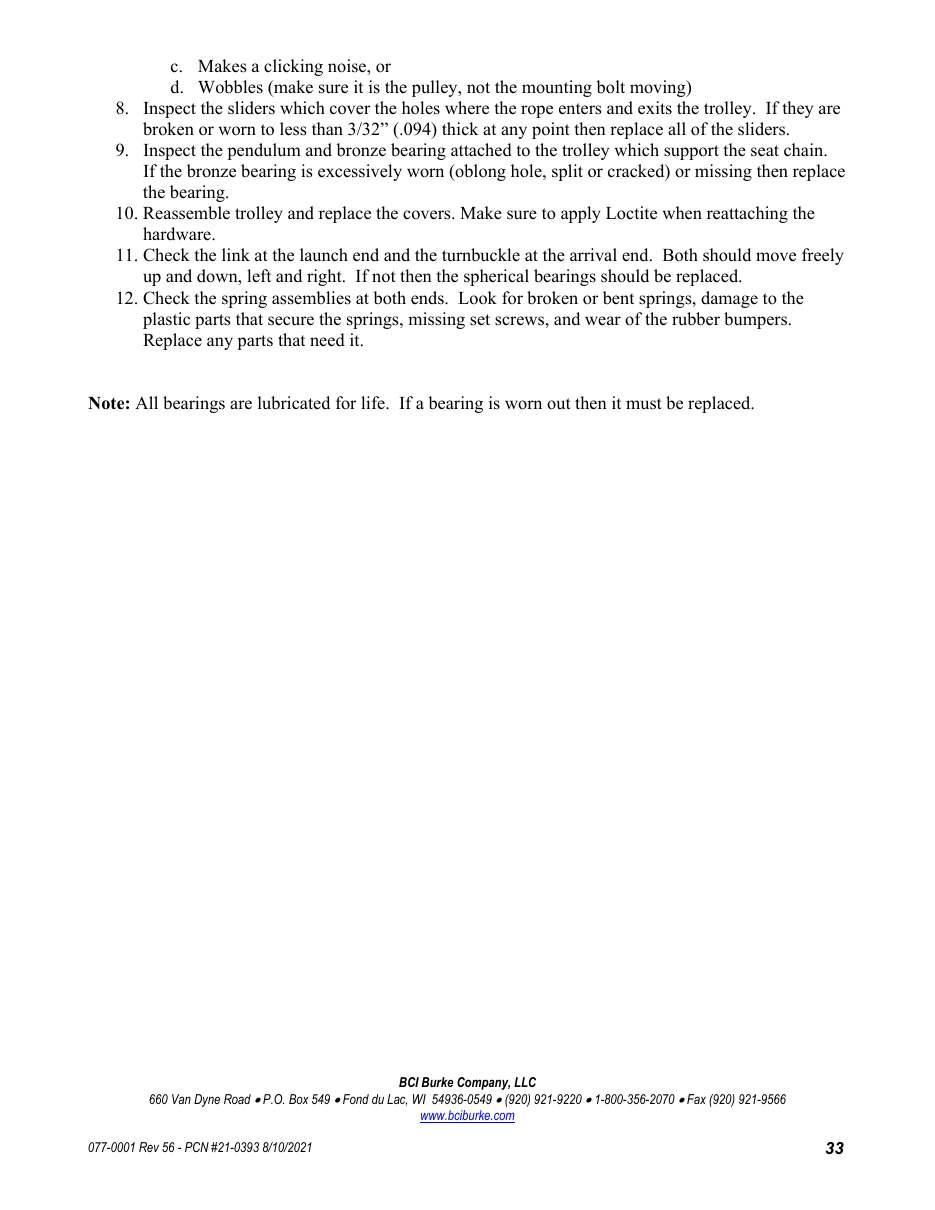 c. Makes a clicking noise, or
d. Wobbles (make sure it is the pulley, not the mounting bolt moving)
8. Inspect the sliders which cover the holes where the rope enters and exits the trolley. If they are
broken or worn to less than 3/32” (.094) thick at any point then replace all of the sliders.
9. Inspect the pendulum and bronze bearing attached to the trolley which support the seat chain.
If the bronze bearing is excessively worn (oblong hole, split or cracked) or missing then replace
the bearing.
10. Reassemble trolley and replace the covers. Make sure to apply Loctite when reattaching the
hardware.
11. Check the link at the launch end and the turnbuckle at the arrival end. Both should move freely
up and down, left and right. If not then the spherical bearings should be replaced.
12. Check the spring assemblies at both ends. Look for broken or bent springs, damage to the
plastic parts that secure the springs, missing set screws, and wear of the rubber bumpers.
Replace any parts that need it.
Note: All bearings are lubricated for life. If a bearing is worn out then it must be replaced.
BCI Burke Company, LLC
660 Van Dyne Road • P.O. Box 549 • Fond du Lac, WI 54936-0549 • (920) 921-9220 • 1-800-356-2070 • Fax (920) 921-9566
www.bciburke.com
077-0001 Rev 56 - PCN #21-0393 8/10/2021 33